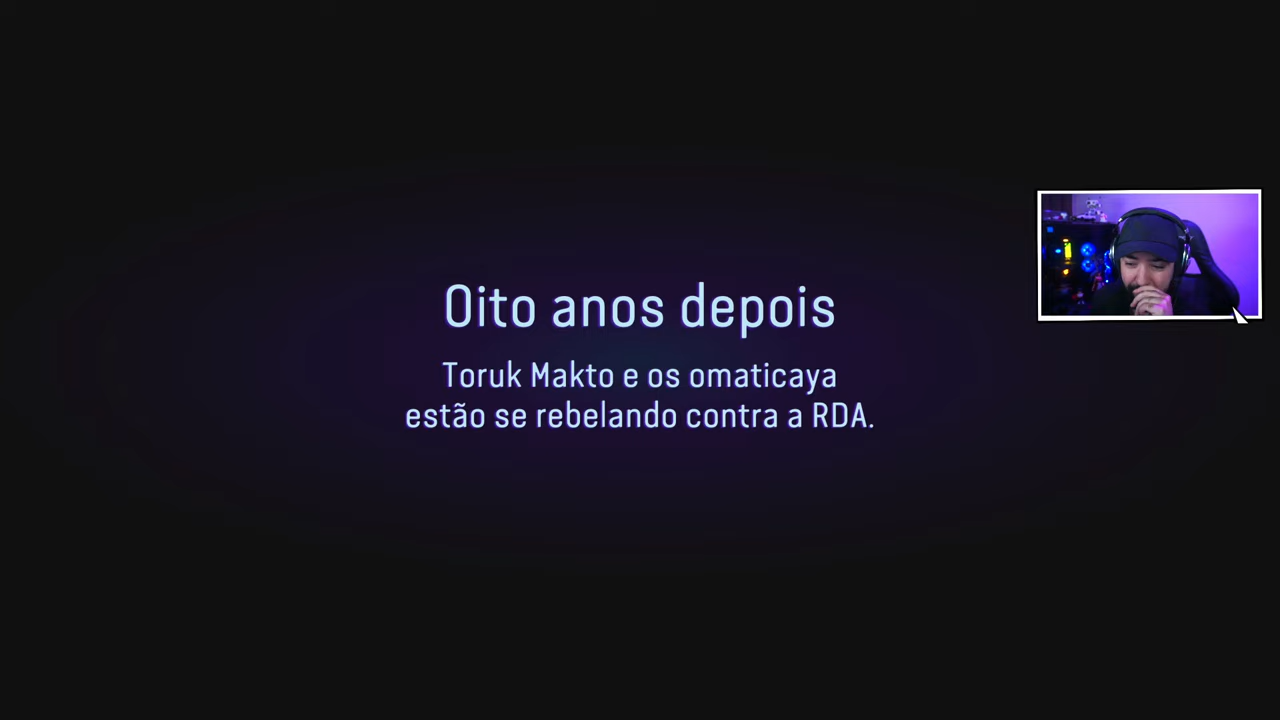 Oito anos depois
Toruk Makto e os omaticaya
estão se rebelando contra a RDA.